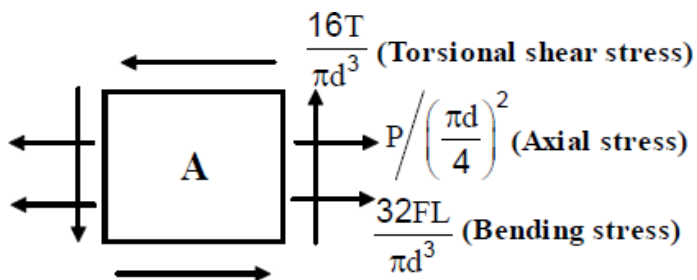 16T/πd³ (Torsional shear stress)
A
P/(πd/4)² (Axial stress)
32FL/πd³ (Bending stress)